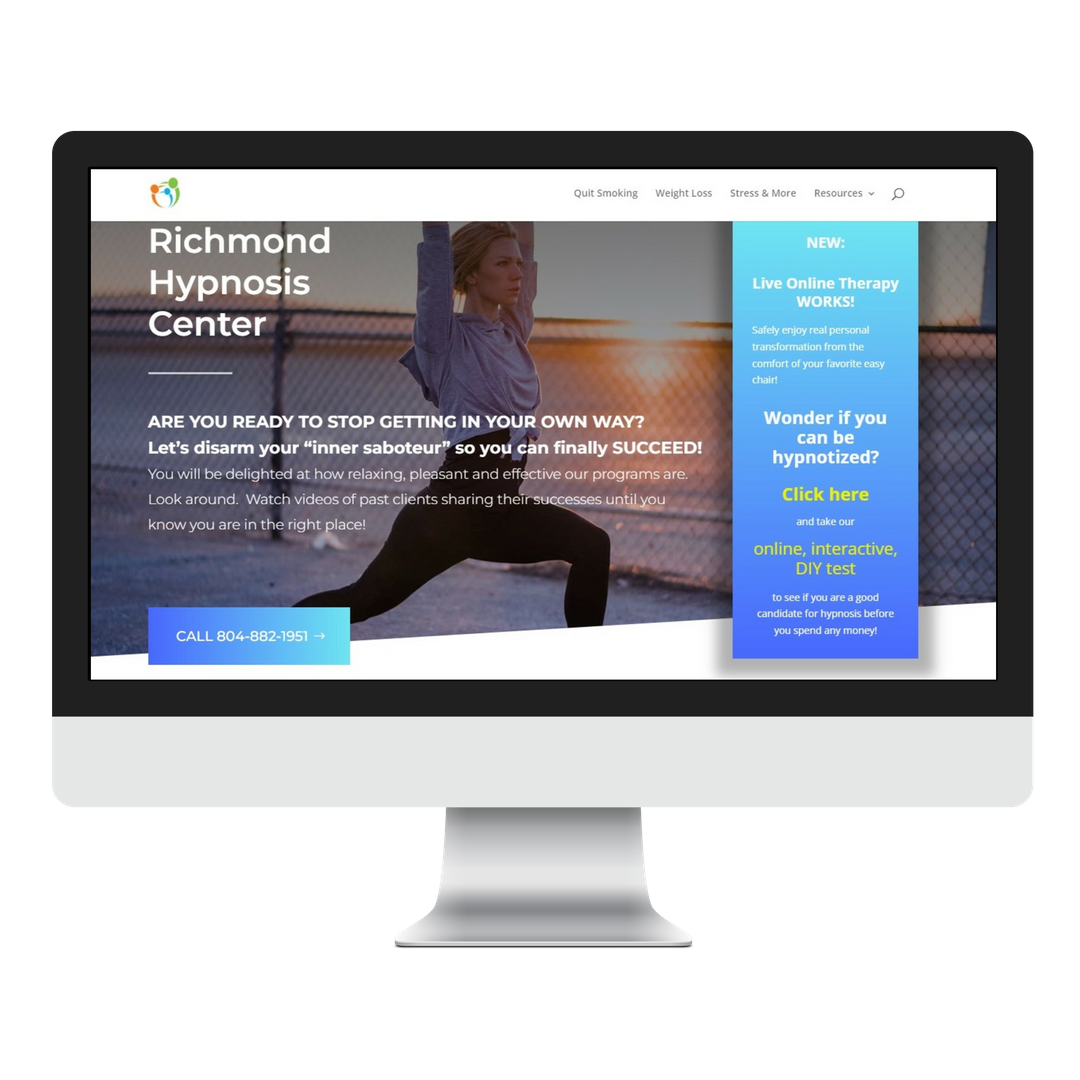 Quit Smoking Weight Loss Stress & More Resources
Richmond
Hypnosis
Center
ARE YOU READY TO STOP GETTING IN YOUR OWN WAY?
Let’s disarm your “inner saboteur” so you can finally SUCCEED!
You will be delighted at how relaxing, pleasant and effective our programs are.
Look around. Watch videos of past clients sharing their successes until you
know you are in the right place!
CALL 804-882-1951 →
NEW:
Live Online Therapy
WORKS!
Safely enjoy real personal
transformation from the
comfort of your favorite easy
chair!
Wonder if you
can be
hypnotized?
Click here
and take our
online, interactive,
DIY test
to see if you are a good
candidate for hypnosis before
you spend any money!